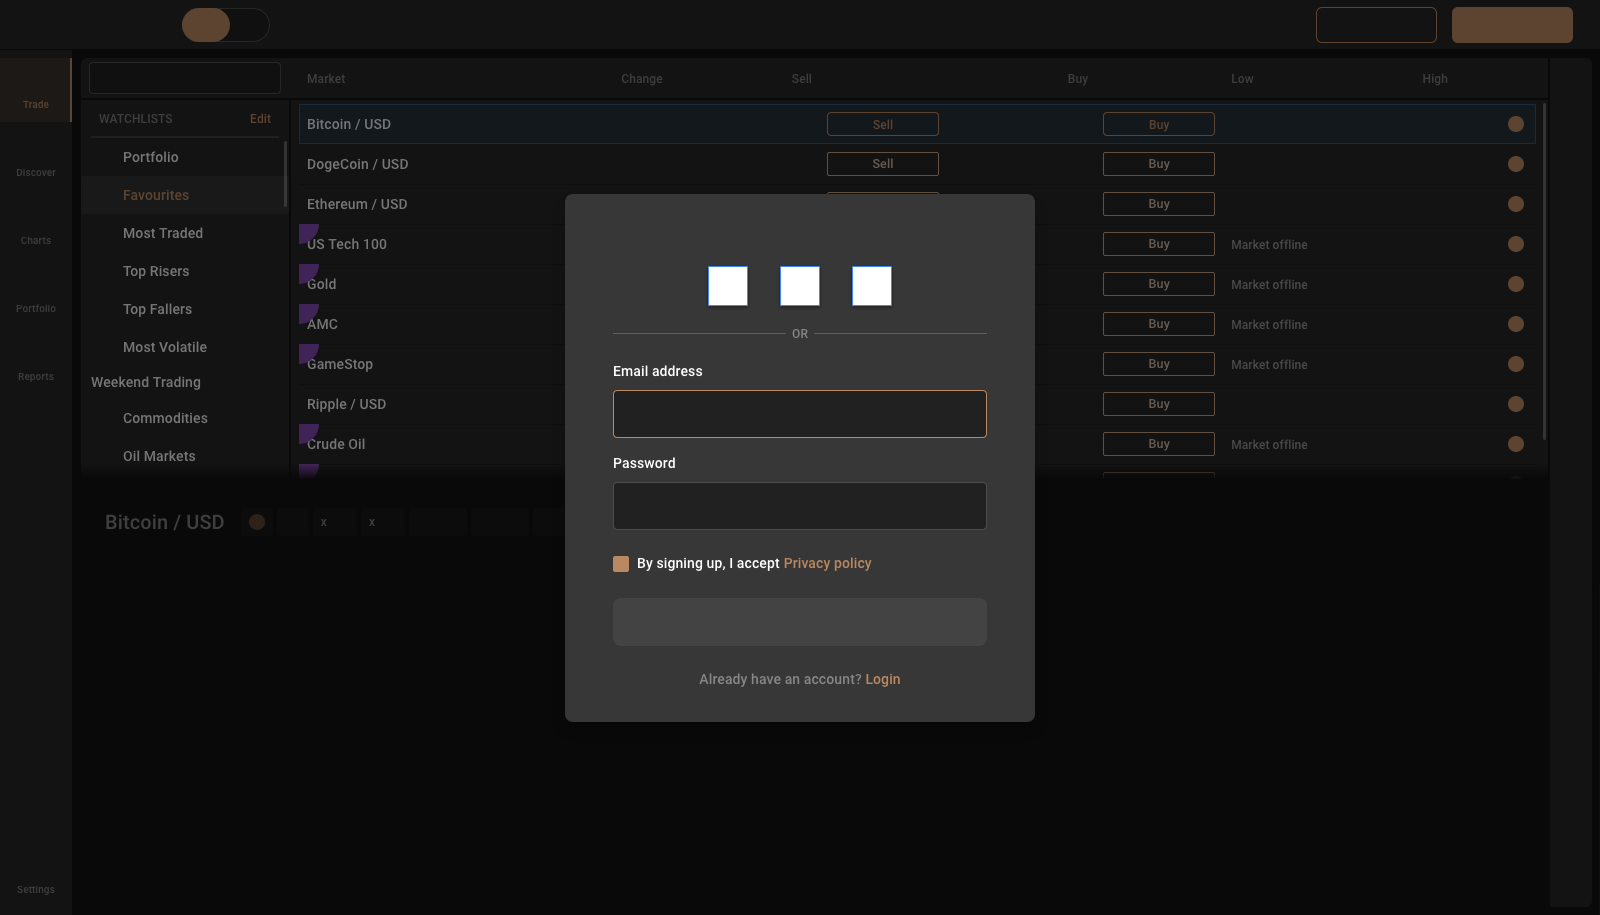 Market Change Sell Buy Low High
Trade
WATCHLISTS Edit
Bitcoin / USD Sell Buy
Portfolio
DogeCoin / USD Sell Buy
Discover
Favourites
Ethereum / USD Buy
Most Traded
Charts
US Tech 100 Buy Market offline
Top Risers
Gold Buy Market offline
Portfolio
Top Fallers
AMC Buy Market offline
OR
Most Volatile
GameStop Buy Market offline
Email address
Reports
Weekend Trading
Ripple / USD Buy
Commodities
Crude Oil Buy Market offline
Oil Markets
Password
Bitcoin / USD x x
By signing up, I accept Privacy policy
Already have an account? Login
Settings